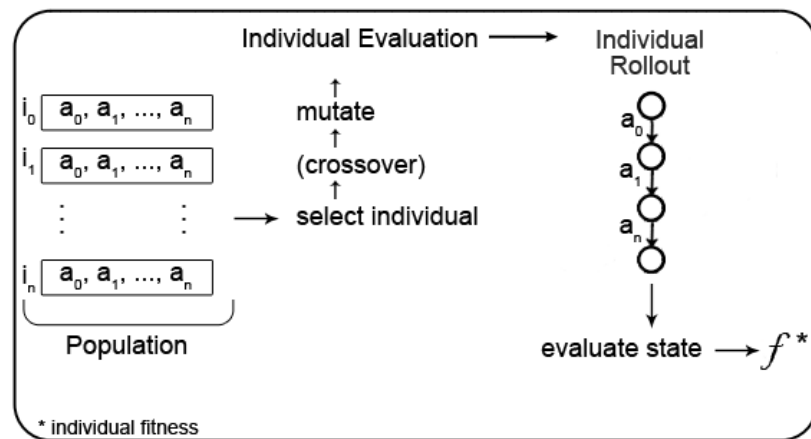 Individual Evaluation
Individual
Rollout
mutate
(crossover)
select individual
i₀ a₀, a₁, ..., aₙ
i₁ a₀, a₁, ..., aₙ
iₙ a₀, a₁, ..., aₙ
Population
a₀
a₁
aₙ
evaluate state
f *
* individual fitness